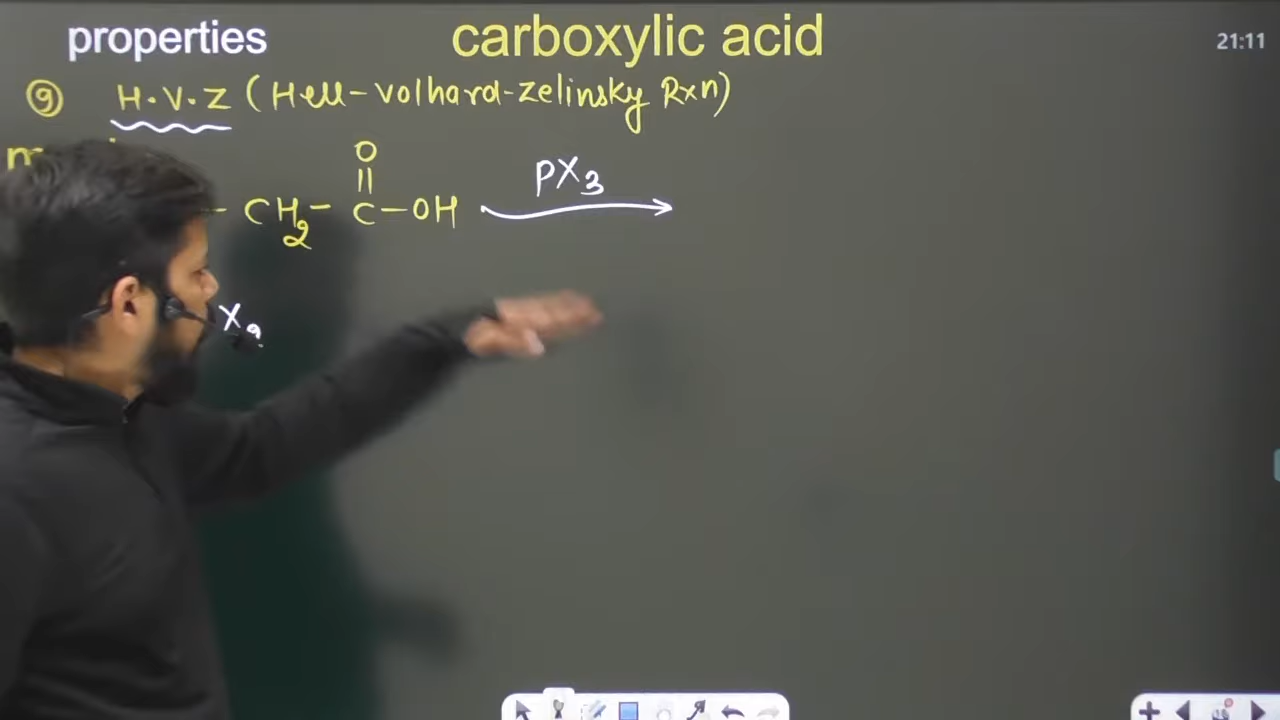 properties carboxylic acid 21:11
(9) H.V.Z (Hell-Volhard-Zelinsky Rxn)
O
||
- CH2 - C - OH PX3 →
X2